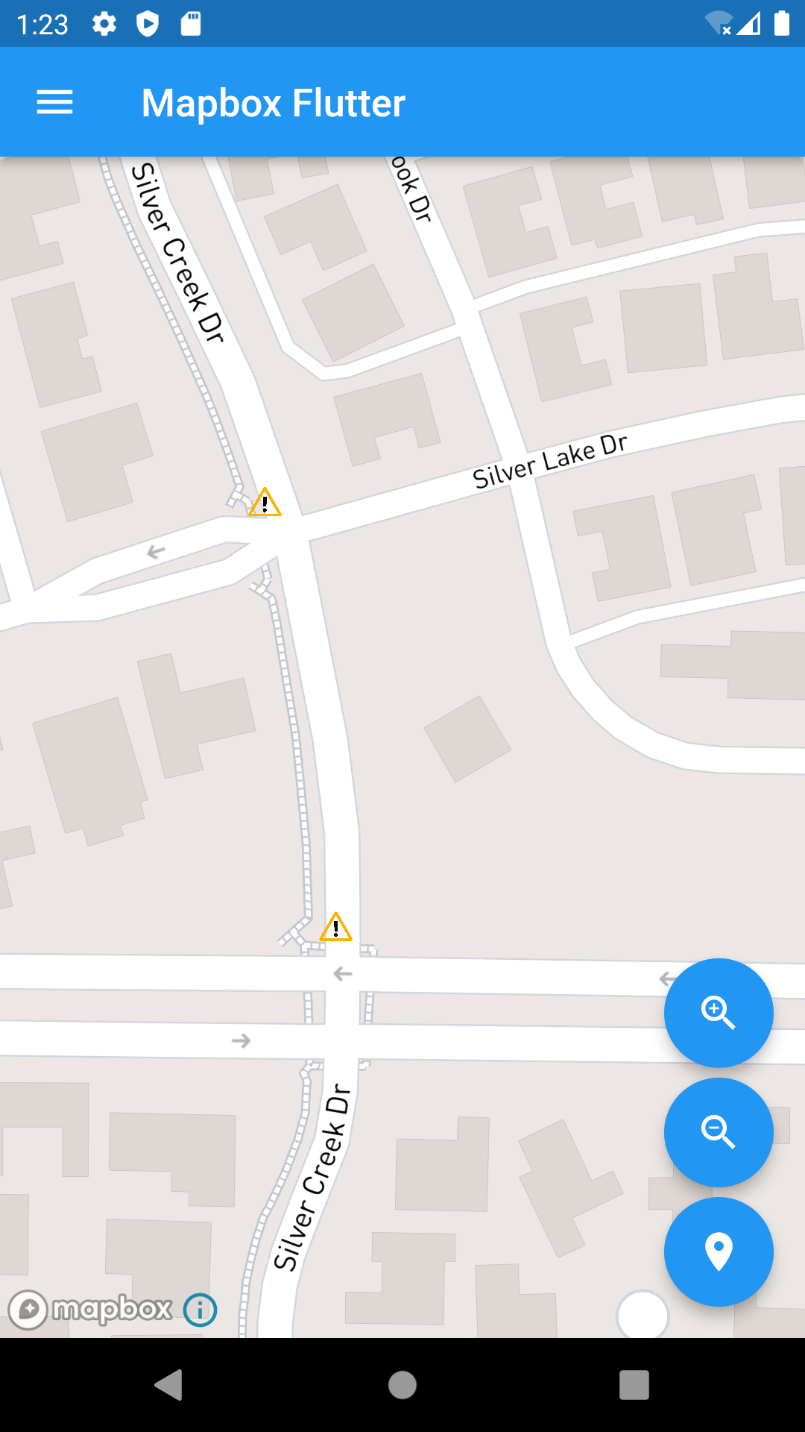 1:23
Mapbox Flutter
Silver Creek Dr
ook Dr
Silver Lake Dr
Silver Creek Dr
mapbox